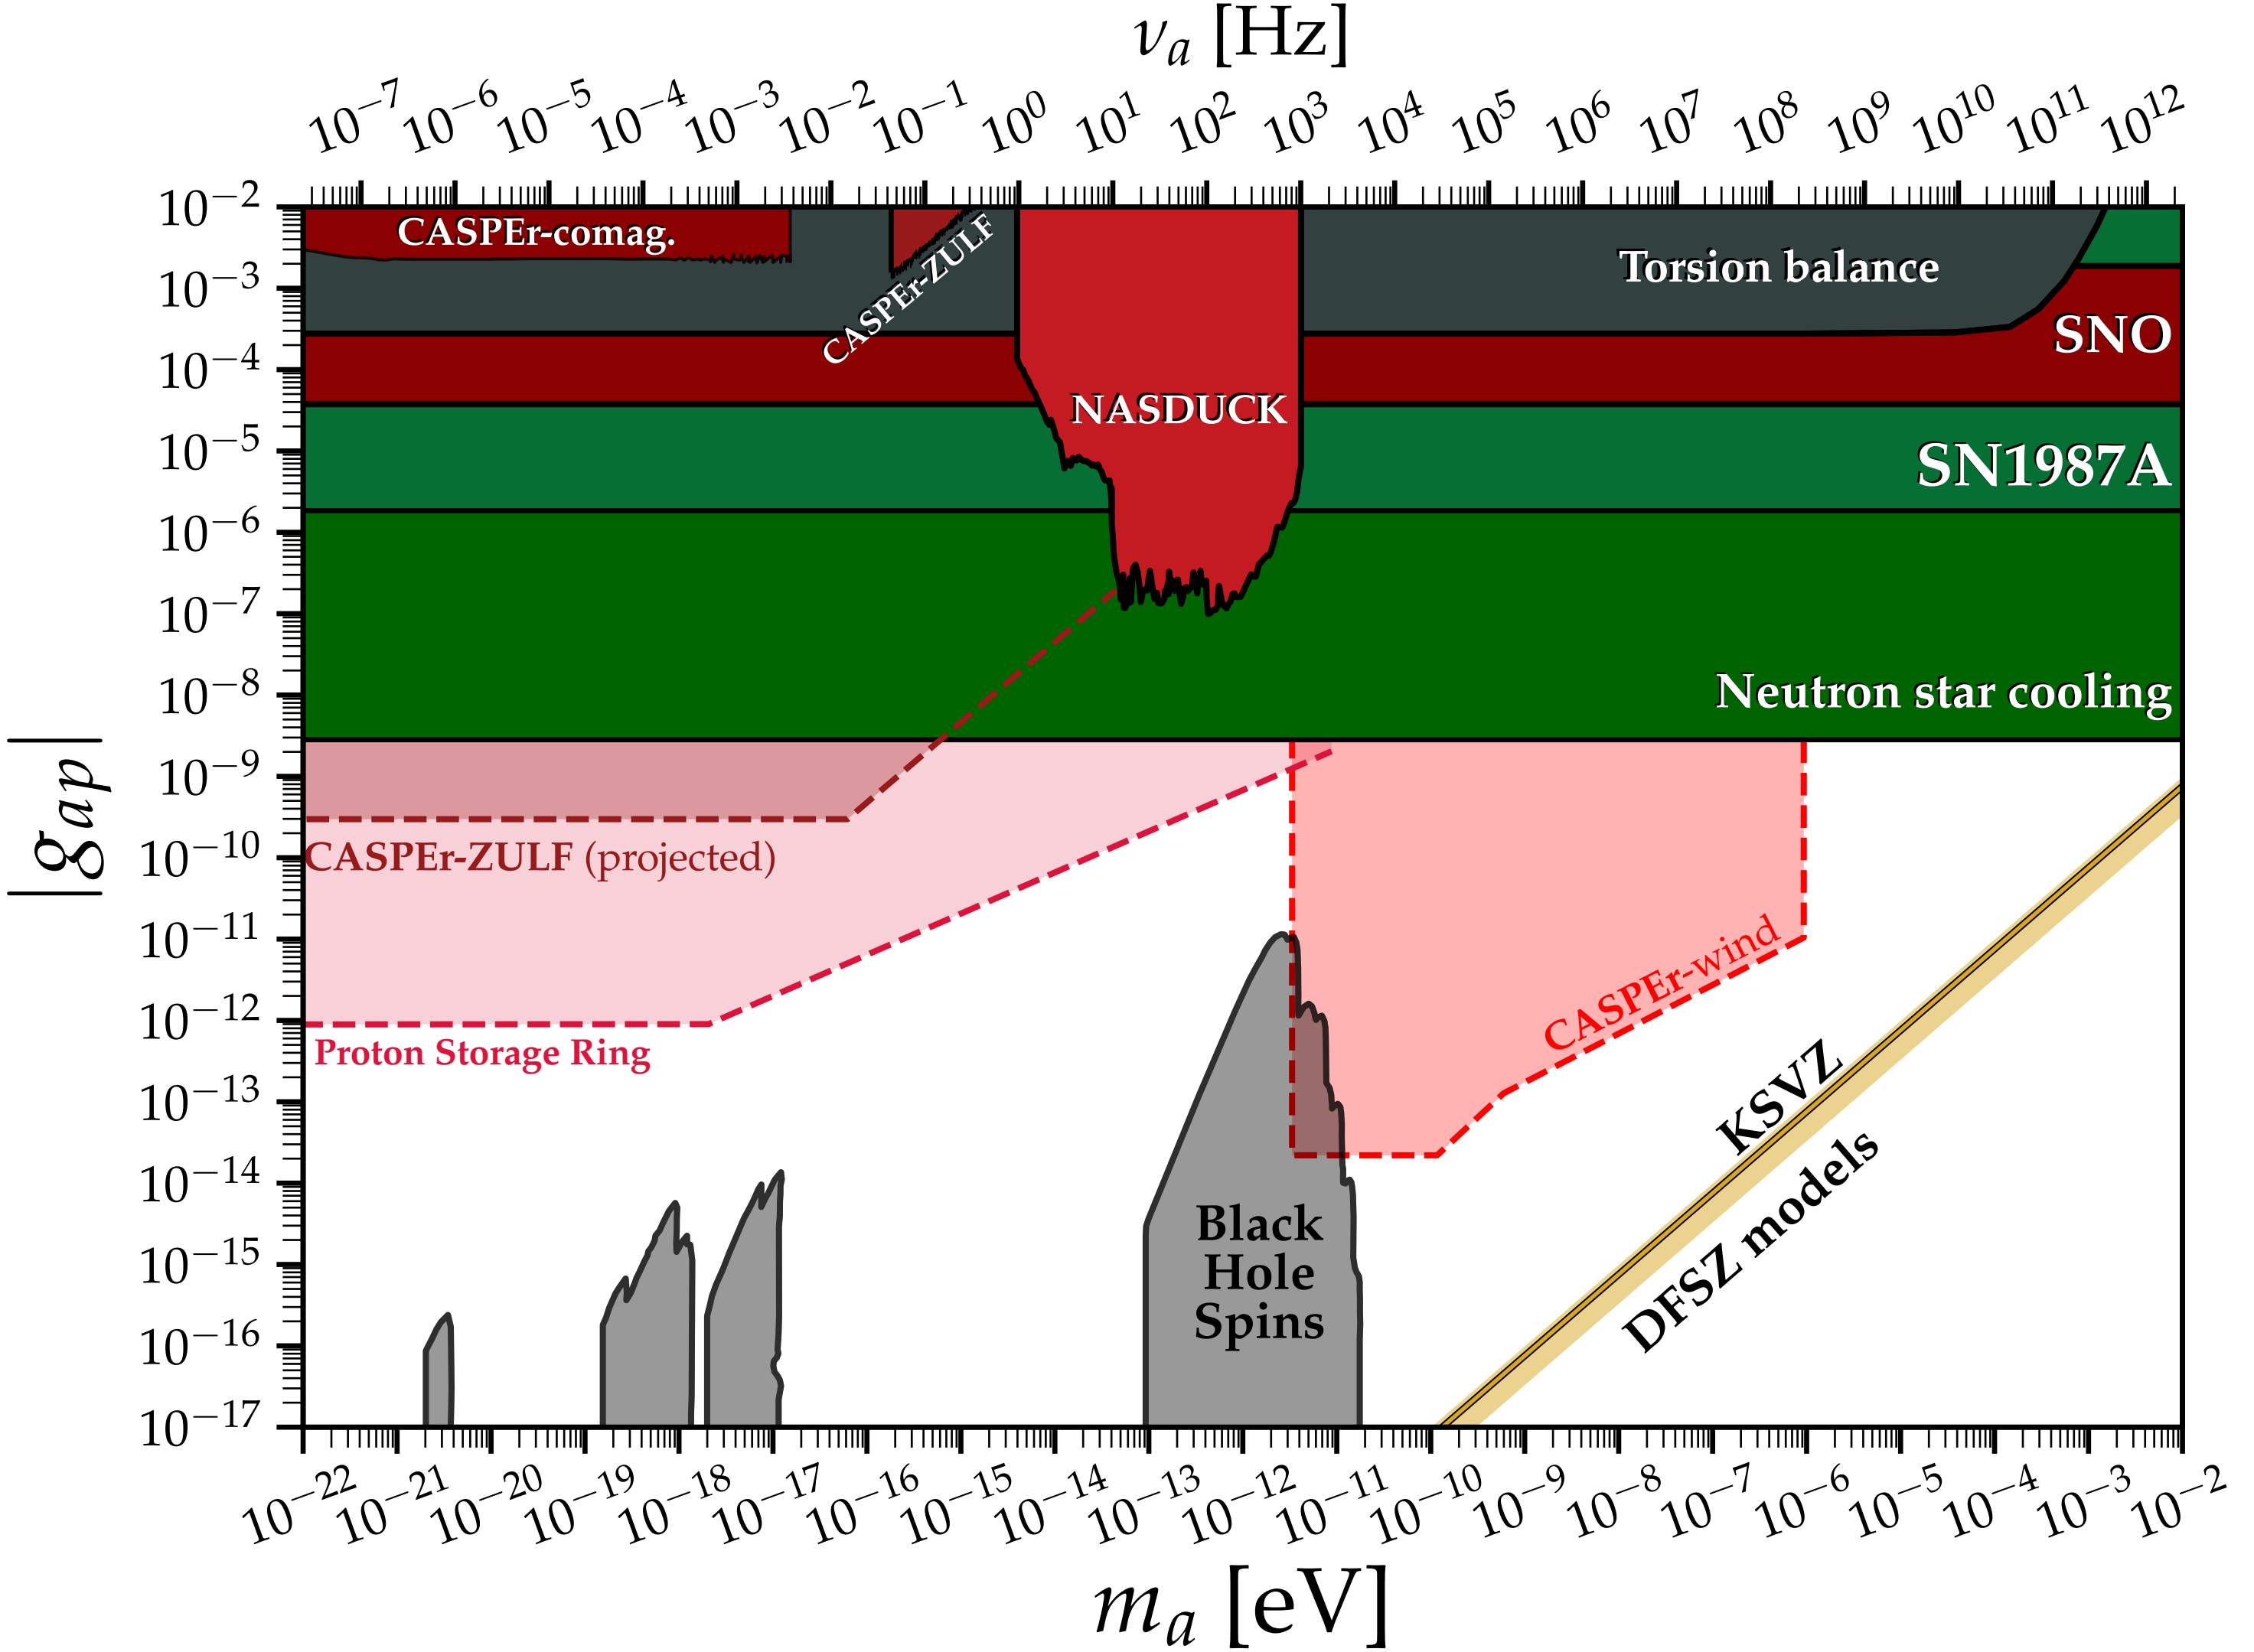 ν_a [Hz]
10^−7 10^−6 10^−5 10^−4 10^−3 10^−2 10^−1 10^0 10^1 10^2 10^3 10^4 10^5 10^6 10^7 10^8 10^9 10^10 10^11 10^12
10^−2
10^−3
10^−4
10^−5
10^−6
10^−7
10^−8
10^−9
10^−10
10^−11
10^−12
10^−13
10^−14
10^−15
10^−16
10^−17
|g_ap|
CASPEr-comag.
CASPEr-ZULF
Torsion balance
SNO
NASDUCK
SN1987A
Neutron star cooling
CASPEr-ZULF (projected)
CASPEr-wind
Proton Storage Ring
KSVZ
DFSZ models
Black
Hole
Spins
10^−22 10^−21 10^−20 10^−19 10^−18 10^−17 10^−16 10^−15 10^−14 10^−13 10^−12 10^−11 10^−10 10^−9 10^−8 10^−7 10^−6 10^−5 10^−4 10^−3 10^−2
m_a [eV]